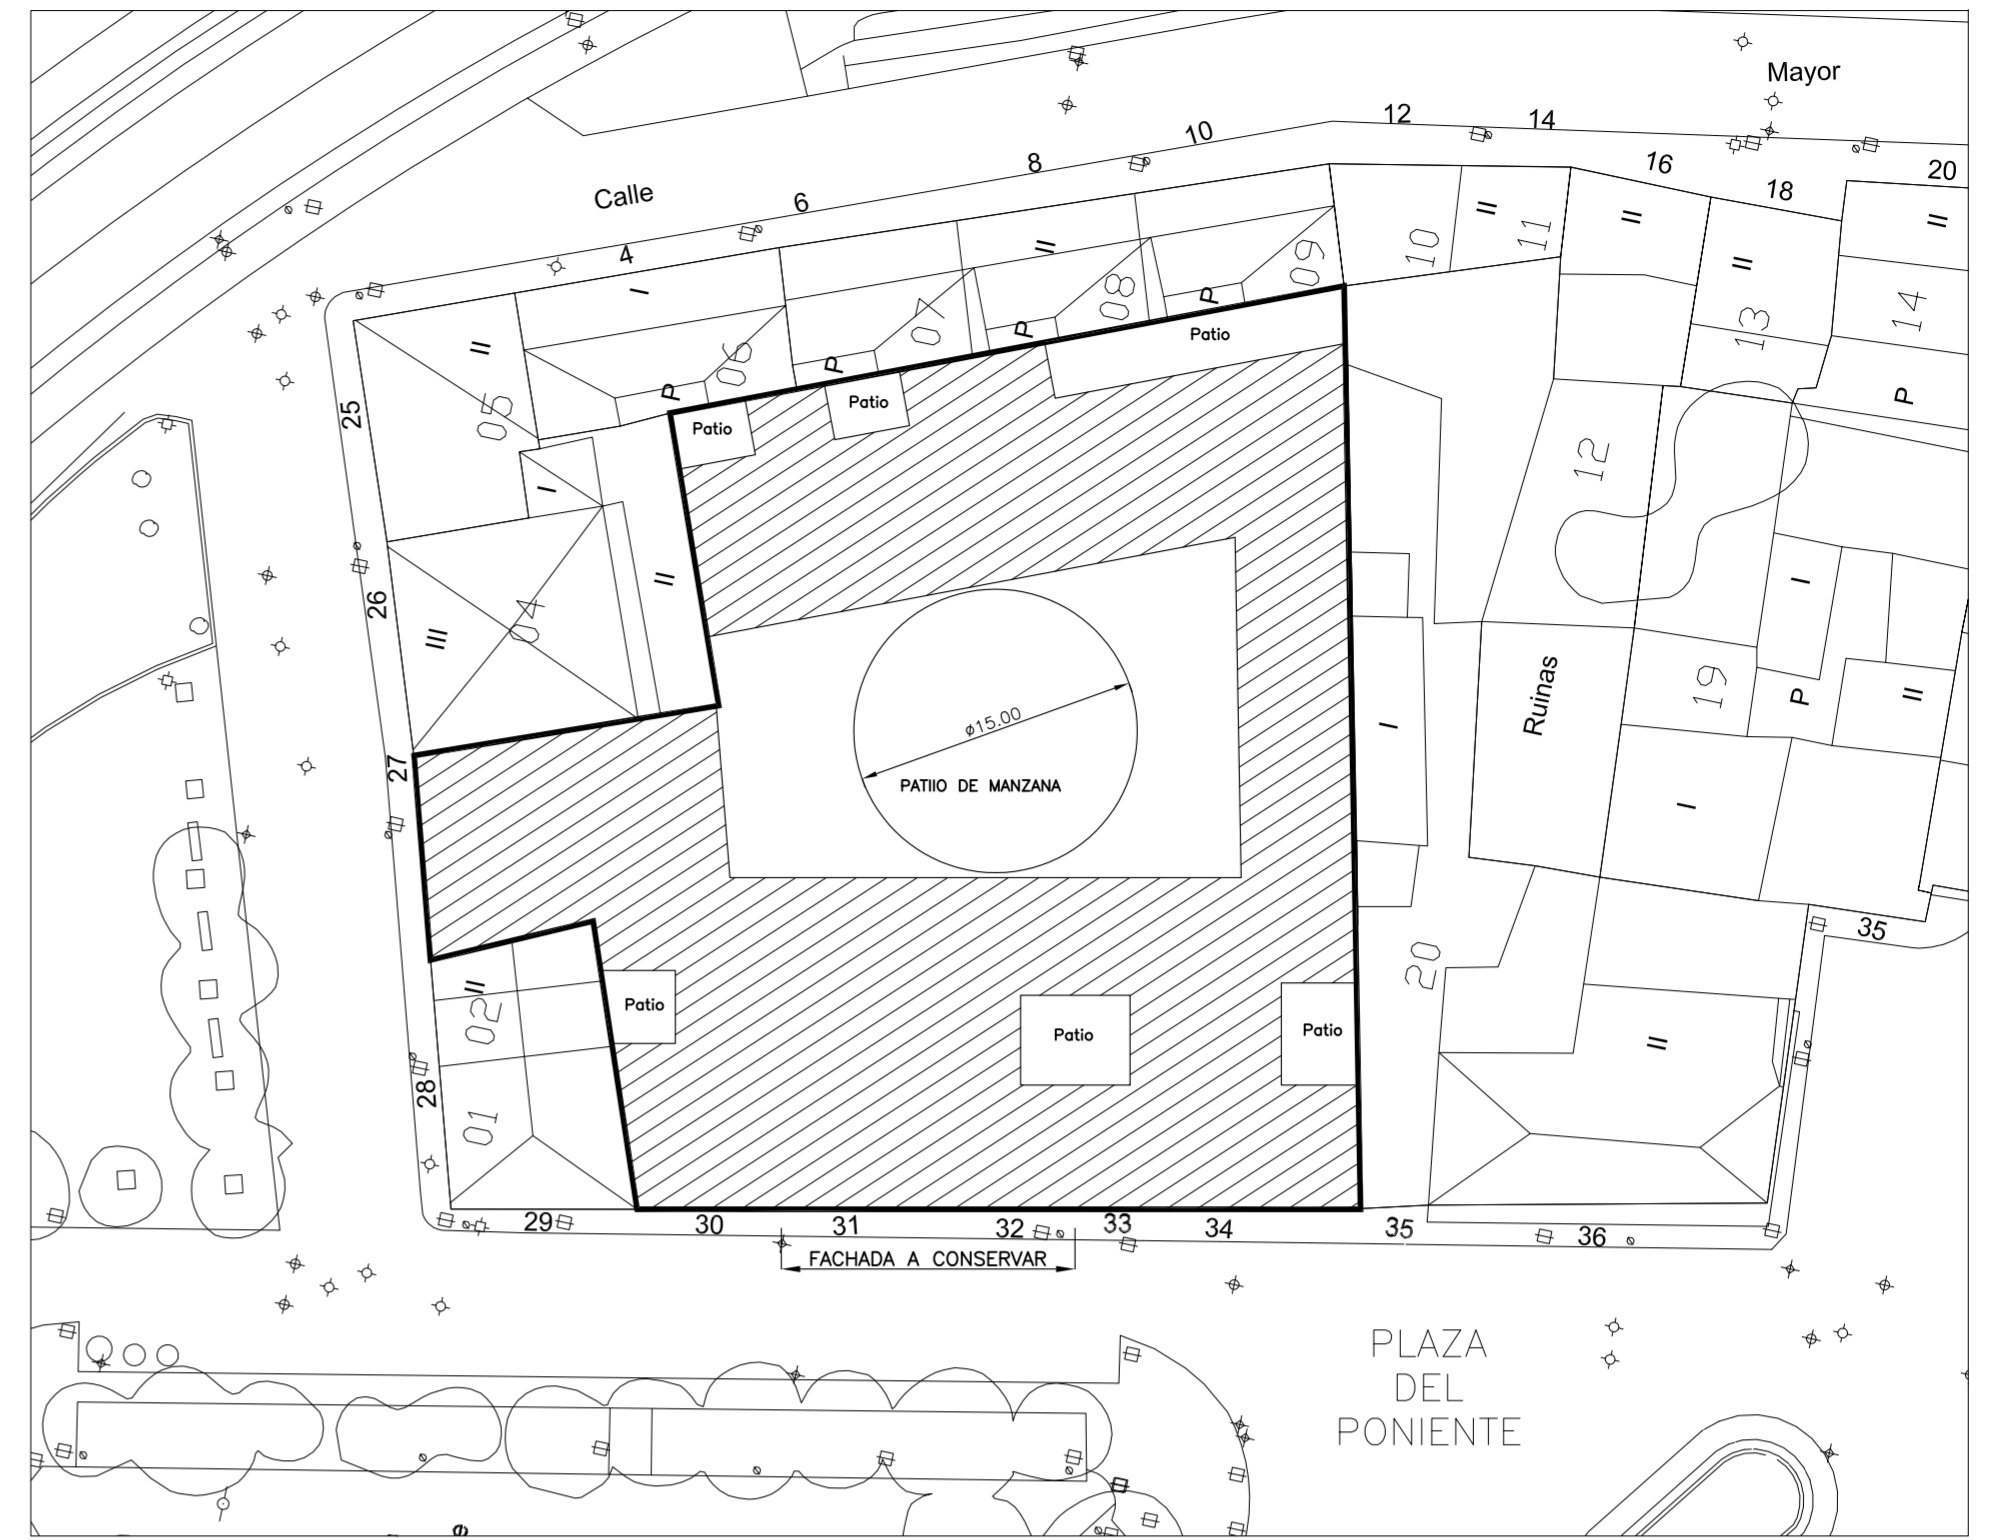 Mayor
12
14
10
16
8
20
Calle
6
18
4
II
II
II
II
11
10
I
II
II
09
08
P
13
14
04
P
Patio
II
06
P
P
P
05
Patio
Patio
25
12
I
II
I
26
04
III
Ruinas
19
P
II
ø15.00
I
27
PATIIO DE MANZANA
I
35
20
II
Patio
02
Patio
Patio
II
28
01
29
30
31
32
33
34
35
36
FACHADA A CONSERVAR
PLAZA
DEL
PONIENTE